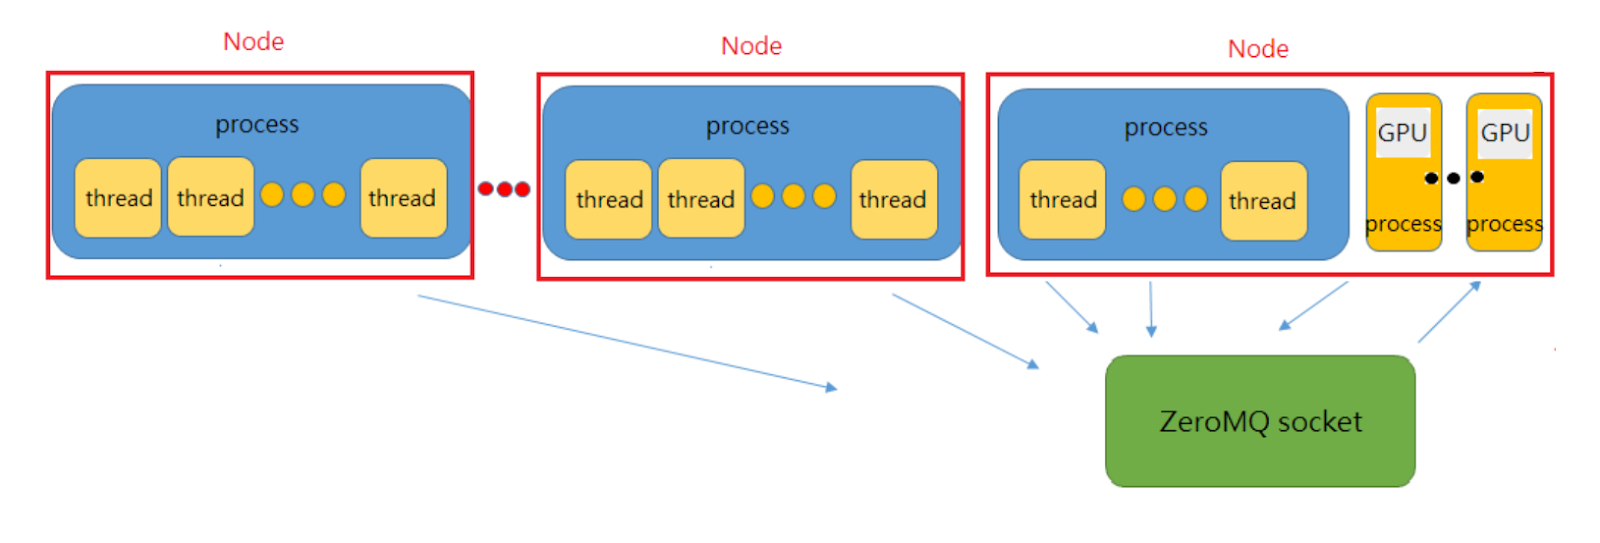 Node
Node
Node
process
thread
thread
thread
process
thread
thread
thread
process
thread
thread
GPU
process
GPU
process
ZeroMQ socket